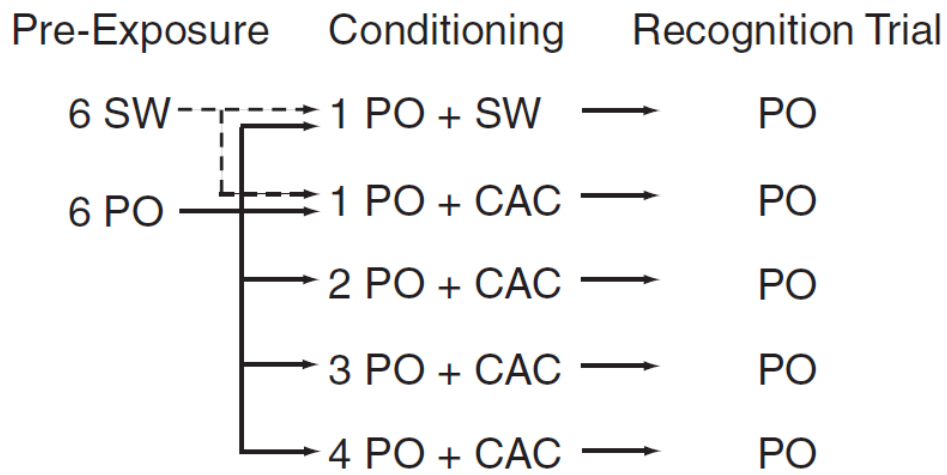 Pre-Exposure Conditioning Recognition Trial
6 SW 1 PO + SW PO
1 PO + CAC PO
6 PO
2 PO + CAC PO
3 PO + CAC PO
4 PO + CAC PO